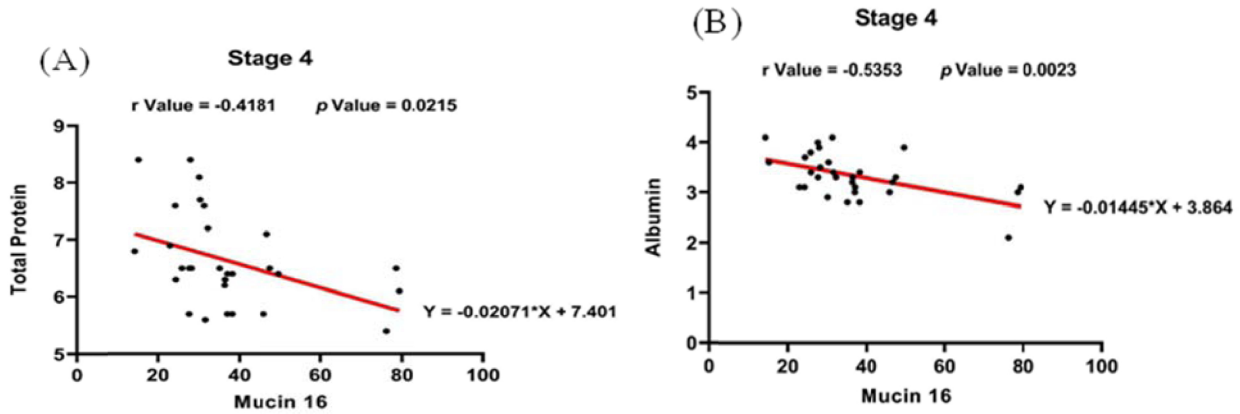 (A)
Stage 4
r Value = -0.4181 p Value = 0.0215
9
8
7
6
5
Total Protein
Y = -0.02071*X + 7.401
0 20 40 60 80 100
Mucin 16
(B)
Stage 4
r Value = -0.5353 p Value = 0.0023
5
4
3
2
1
0
Albumin
Y = -0.01445*X + 3.864
0 20 40 60 80 100
Mucin 16